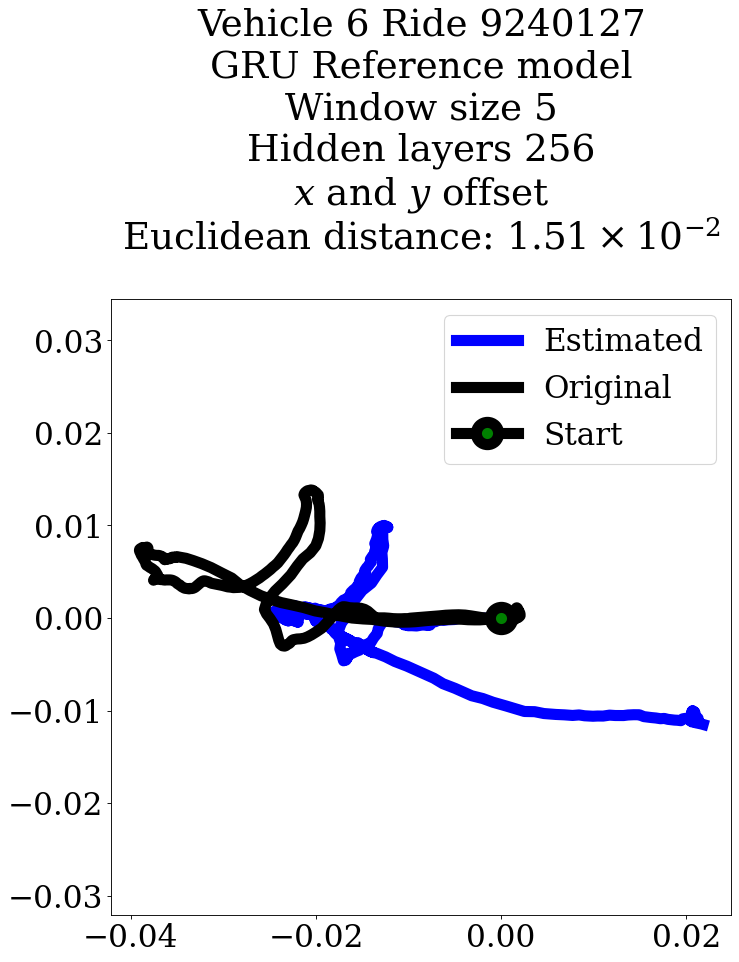 Vehicle 6 Ride 9240127
GRU Reference model
Window size 5
Hidden layers 256
x and y offset
Euclidean distance: 1.51 × 10⁻²
Estimated
Original
Start
0.03
0.02
0.01
0.00
−0.01
−0.02
−0.03
−0.04
−0.02
0.00
0.02